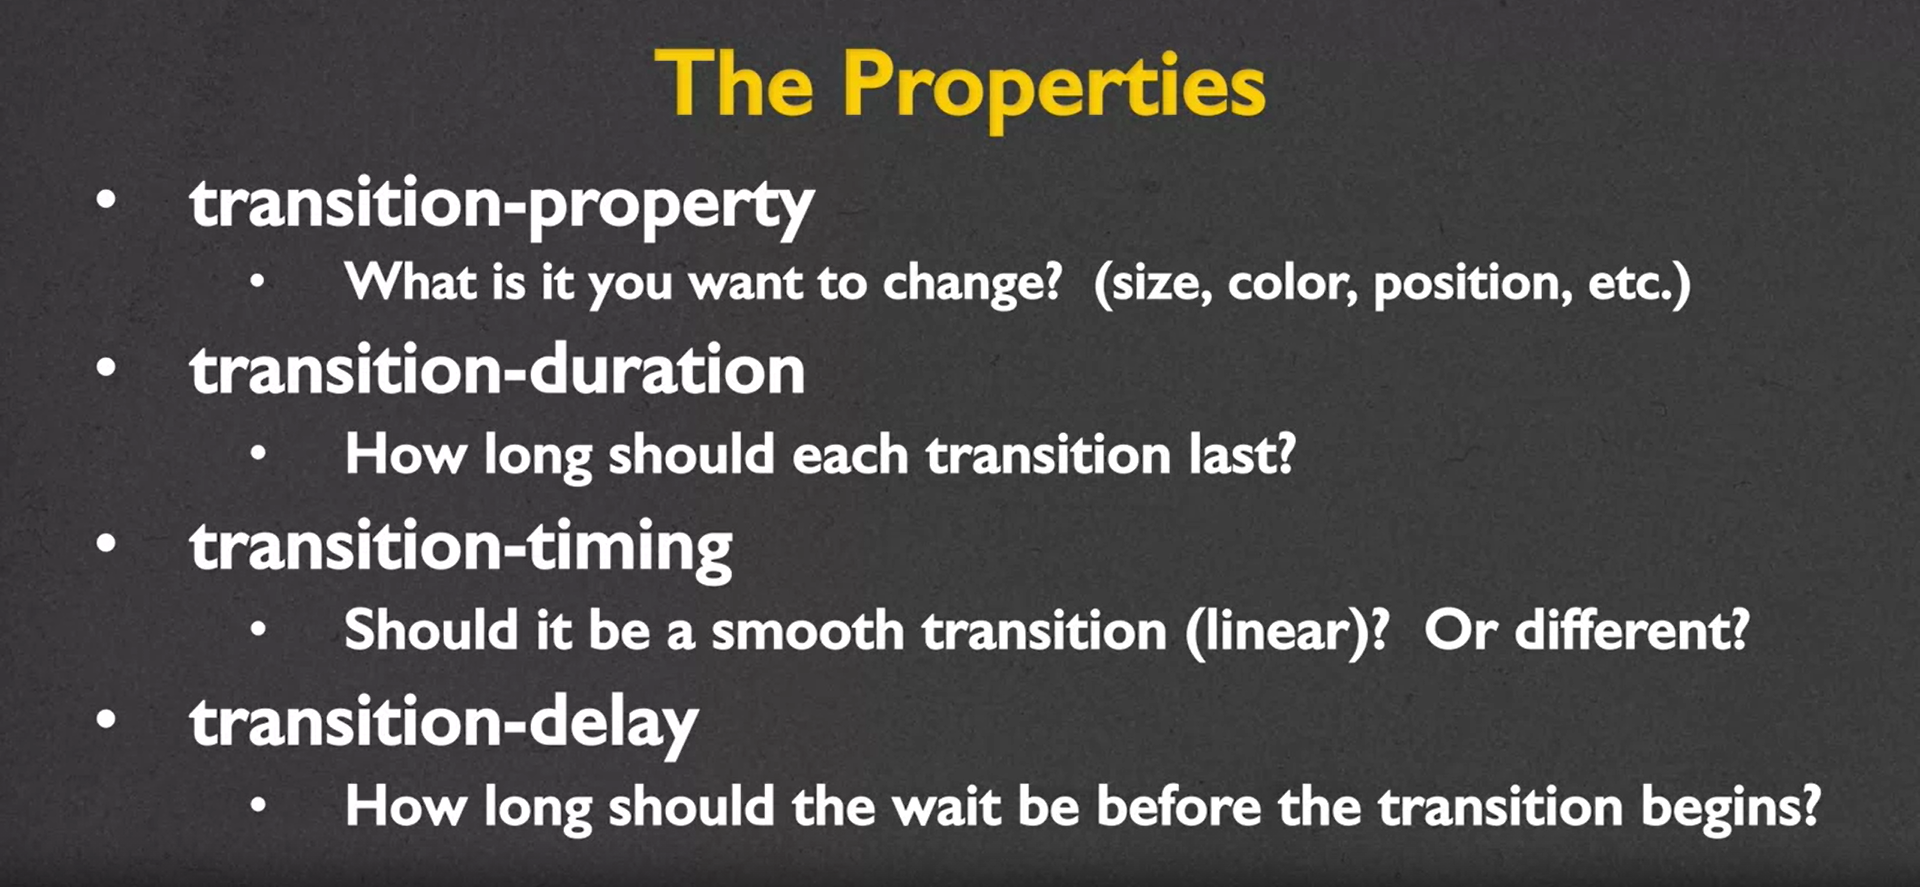 The Properties
• transition-property
• What is it you want to change? (size, color, position, etc.)
• transition-duration
• How long should each transition last?
• transition-timing
• Should it be a smooth transition (linear)? Or different?
• transition-delay
• How long should the wait be before the transition begins?